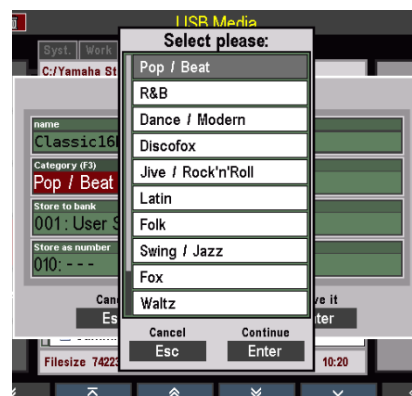 USB Media
Syst. Work
Select please:
C:/Yamaha St
Pop / Beat
R&B
Dance / Modern
Discofox
Jive / Rock'n'Roll
Latin
Folk
Swing / Jazz
Fox
Waltz
name
Classic16
Category (F3)
Pop / Beat
Store to bank
001: User S
Store as number
010: - - -
Cancel
Continue
Esc
Enter
Filesize 74223
10:20